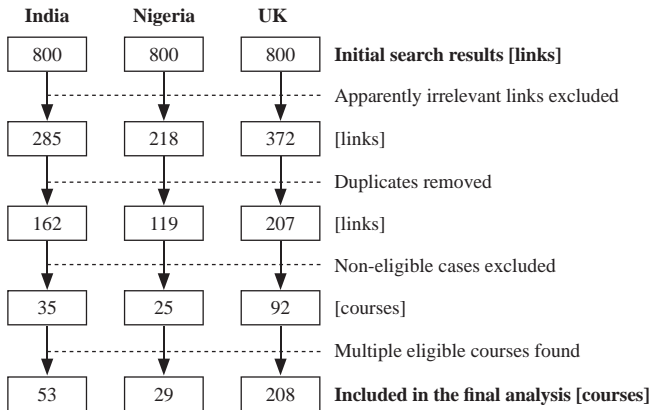 India Nigeria UK
800 800 800 Initial search results [links]
Apparently irrelevant links excluded
285 218 372 [links]
Duplicates removed
162 119 207 [links]
Non-eligible cases excluded
35 25 92 [courses]
Multiple eligible courses found
53 29 208 Included in the final analysis [courses]